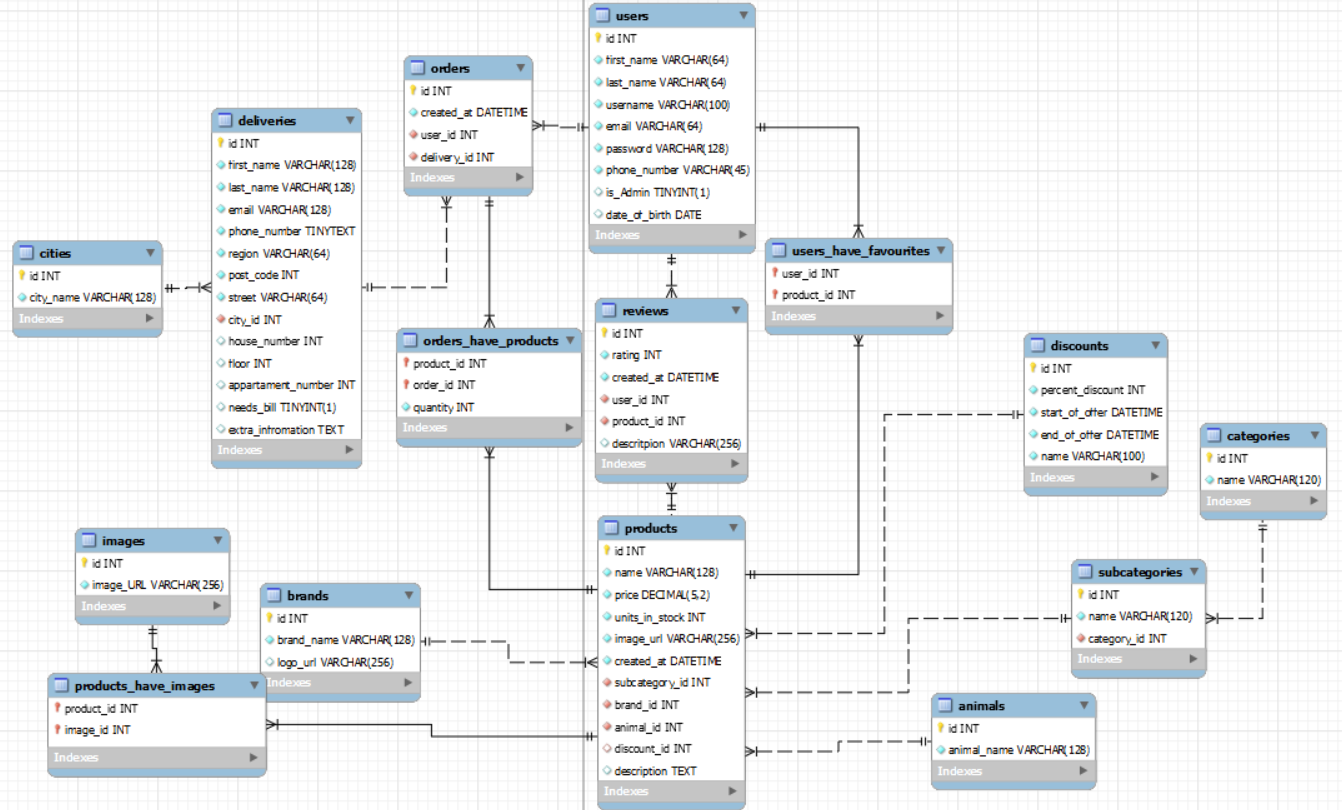 users
id INT
first_name VARCHAR(64)
last_name VARCHAR(64)
username VARCHAR(100)
email VARCHAR(64)
password VARCHAR(128)
phone_number VARCHAR(45)
is_Admin TINYINT(1)
date_of_birth DATE
Indexes
orders
id INT
created_at DATETIME
user_id INT
delivery_id INT
Indexes
deliveries
id INT
first_name VARCHAR(128)
last_name VARCHAR(128)
email VARCHAR(128)
phone_number TINYTEXT
region VARCHAR(64)
post_code INT
street VARCHAR(64)
city_id INT
house_number INT
floor INT
appartament_number INT
needs_bill TINYINT(1)
extra_infromation TEXT
Indexes
cities
id INT
city_name VARCHAR(128)
Indexes
users_have_favourites
user_id INT
product_id INT
Indexes
orders_have_products
product_id INT
order_id INT
quantity INT
Indexes
reviews
id INT
rating INT
created_at DATETIME
user_id INT
product_id INT
descritpion VARCHAR(256)
Indexes
discounts
id INT
percent_discount INT
start_of_offer DATETIME
end_of_offer DATETIME
name VARCHAR(100)
Indexes
categories
id INT
name VARCHAR(120)
Indexes
products
id INT
name VARCHAR(128)
price DECIMAL(5,2)
units_in_stock INT
image_url VARCHAR(256)
created_at DATETIME
subcategory_id INT
brand_id INT
animal_id INT
discount_id INT
description TEXT
Indexes
images
id INT
image_URL VARCHAR(256)
Indexes
brands
id INT
brand_name VARCHAR(128)
logo_url VARCHAR(256)
Indexes
subcategories
id INT
name VARCHAR(120)
category_id INT
Indexes
products_have_images
product_id INT
image_id INT
Indexes
animals
id INT
animal_name VARCHAR(128)
Indexes